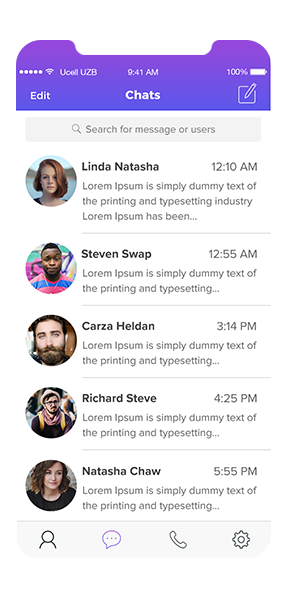 Ucell UZB 9:41 AM 100%
Edit Chats
Search for message or users
Linda Natasha 12:10 AM
Lorem Ipsum is simply dummy text of
the printing and typesetting industry
Lorem Ipsum has been...
Steven Swap 12:55 AM
Lorem Ipsum is simply dummy text of
the printing and typesetting...
Carza Heldan 3:14 PM
Lorem Ipsum is simply dummy text of
the printing and typesetting...
Richard Steve 4:25 PM
Lorem Ipsum is simply dummy text of
the printing and typesetting...
Natasha Chaw 5:55 PM
Lorem Ipsum is simply dummy text of
the printing and typesetting...